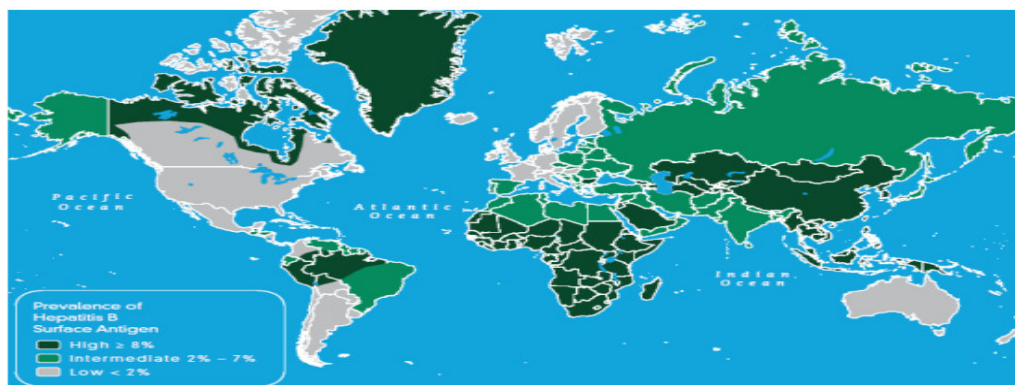 Pacific
Ocean
Atlantic
Ocean
Indian
Ocean
Prevalence of
Hepatitis B
Surface Antigen
High ≥ 8%
Intermediate 2% – 7%
Low < 2%